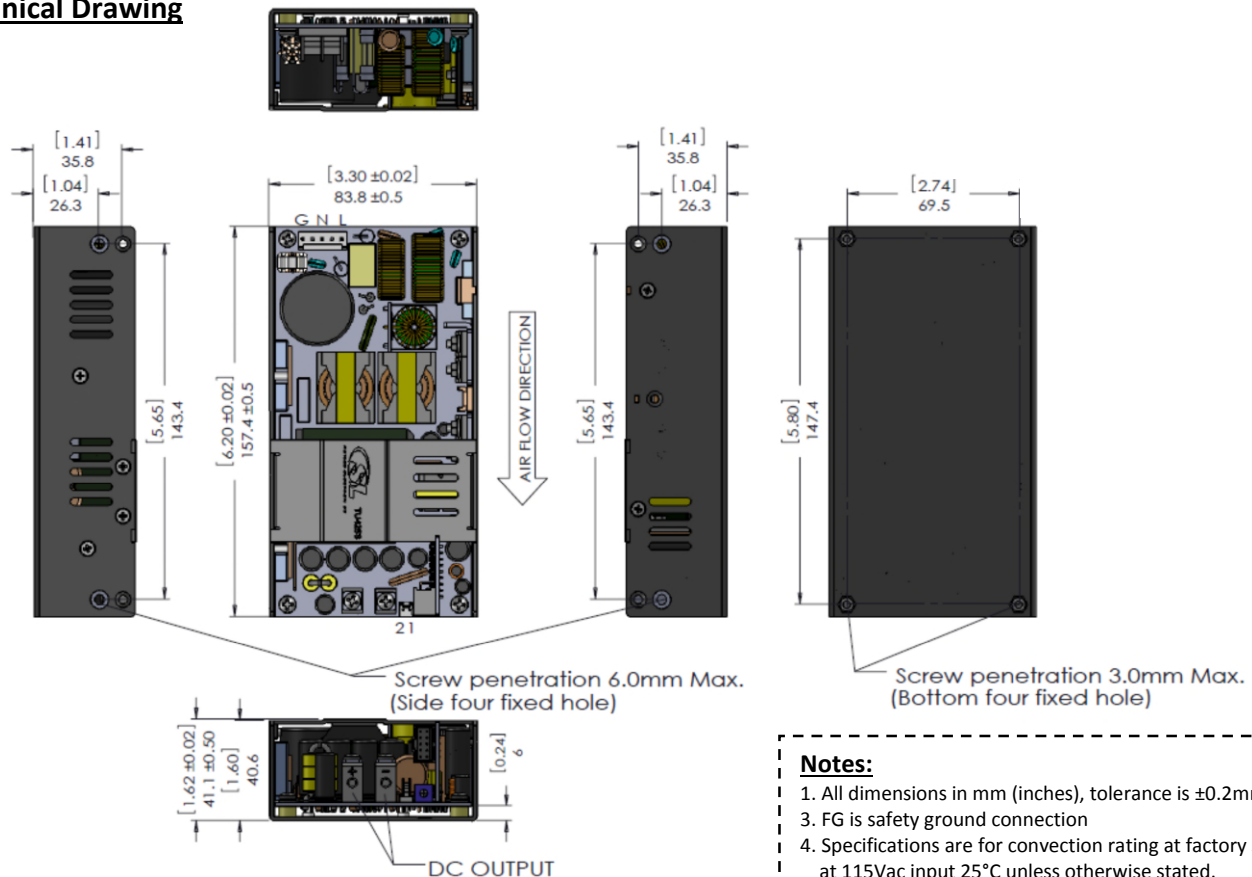 nical Drawing
[1.41]
35.8
[1.04]
26.3
[3.30 ±0.02]
83.8 ±0.5
[1.41]
35.8
[1.04]
26.3
[2.74]
69.5
G N L
[5.65]
143.4
[6.20 ±0.02]
157.4 ±0.5
AIR FLOW DIRECTION
[5.65]
143.4
[5.80]
147.4
21
Screw penetration 6.0mm Max.
(Side four fixed hole)
Screw penetration 3.0mm Max.
(Bottom four fixed hole)
[1.62 ±0.02]
41.1 ±0.50
[1.60]
40.6
+
-
[0.24]
6
DC OUTPUT
Notes:
1. All dimensions in mm (inches), tolerance is ±0.2m
3. FG is safety ground connection
4. Specifications are for convection rating at factory
at 115Vac input 25°C unless otherwise stated.